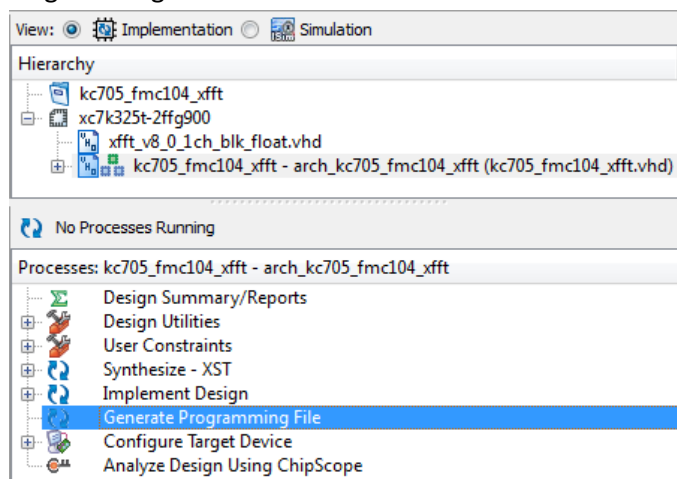 View: Implementation Simulation
Hierarchy
kc705_fmc104_xfft
xc7k325t-2ffg900
xfft_v8_0_1ch_blk_float.vhd
kc705_fmc104_xfft - arch_kc705_fmc104_xfft (kc705_fmc104_xfft.vhd)
No Processes Running
Processes: kc705_fmc104_xfft - arch_kc705_fmc104_xfft
Design Summary/Reports
Design Utilities
User Constraints
Synthesize - XST
Implement Design
Generate Programming File
Configure Target Device
Analyze Design Using ChipScope